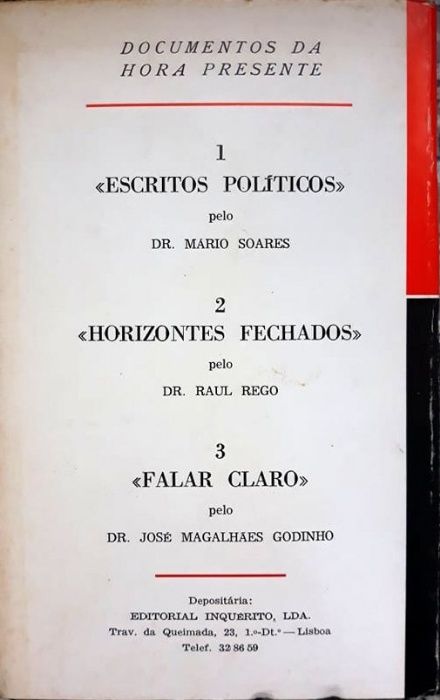 DOCUMENTOS DA
HORA PRESENTE
1
«ESCRITOS POLÍTICOS»
pelo
DR. MARIO SOARES
2
«HORIZONTES FECHADOS»
pelo
DR. RAUL REGO
3
«FALAR CLARO»
pelo
DR. JOSÉ MAGALHAES GODINHO
Depositária:
EDITORIAL INQUÉRITO, LDA.
Trav. da Queimada, 23, 1.º-Dt.º — Lisboa
Telef. 32 86 59